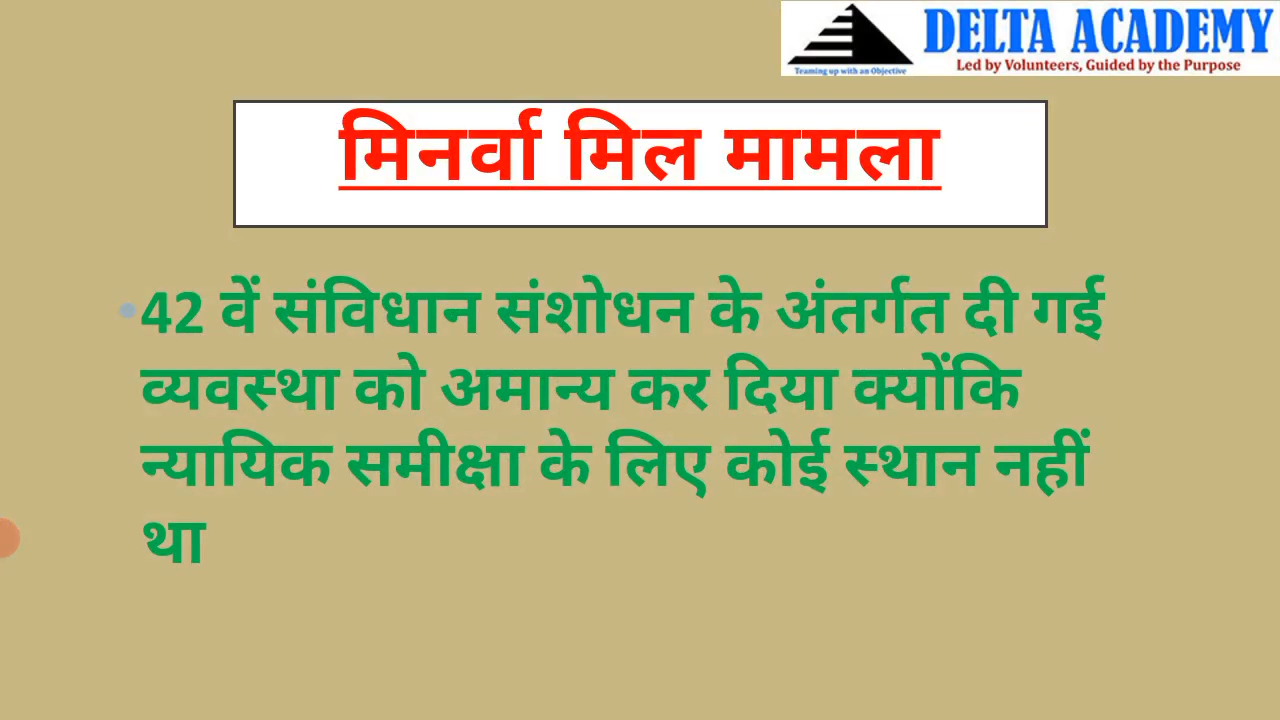 DELTA ACADEMY
Teaming up with an Objective
Led by Volunteers, Guided by the Purpose
मिनर्वा मिल मामला
•42 वें संविधान संशोधन के अंतर्गत दी गई
व्यवस्था को अमान्य कर दिया क्योंकि
न्यायिक समीक्षा के लिए कोई स्थान नहीं
था